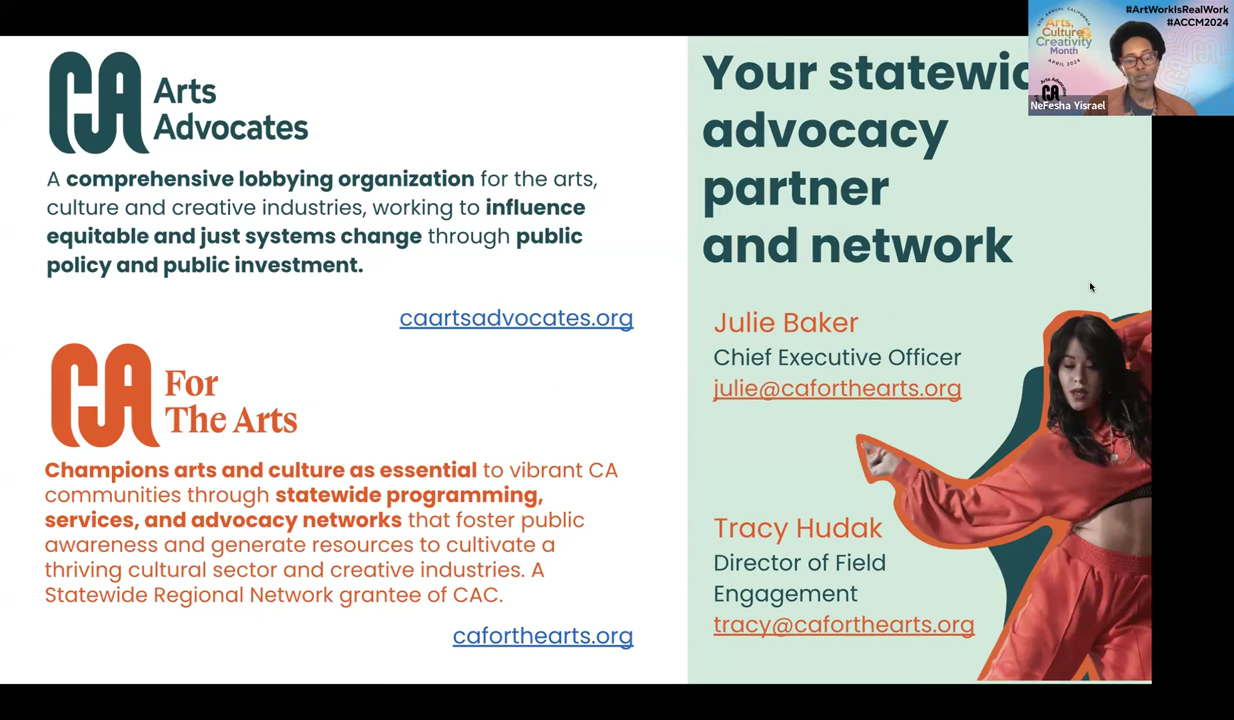 CA Arts
Advocates
A comprehensive lobbying organization for the arts,
culture and creative industries, working to influence
equitable and just systems change through public
policy and public investment.
caartsadvocates.org
CA For
The Arts
Champions arts and culture as essential to vibrant CA
communities through statewide programming,
services, and advocacy networks that foster public
awareness and generate resources to cultivate a
thriving cultural sector and creative industries. A
Statewide Regional Network grantee of CAC.
caforthearts.org
Your statewid
advocacy
partner
and network
Julie Baker
Chief Executive Officer
julie@caforthearts.org
Tracy Hudak
Director of Field
Engagement
tracy@caforthearts.org
#ArtWorkIsRealWork
#ACCM2024
ANNUAL CALIFORNIA
Arts,
Culture &
Creativity
Month
APRIL 2024
CA
NeFesha Yisrael